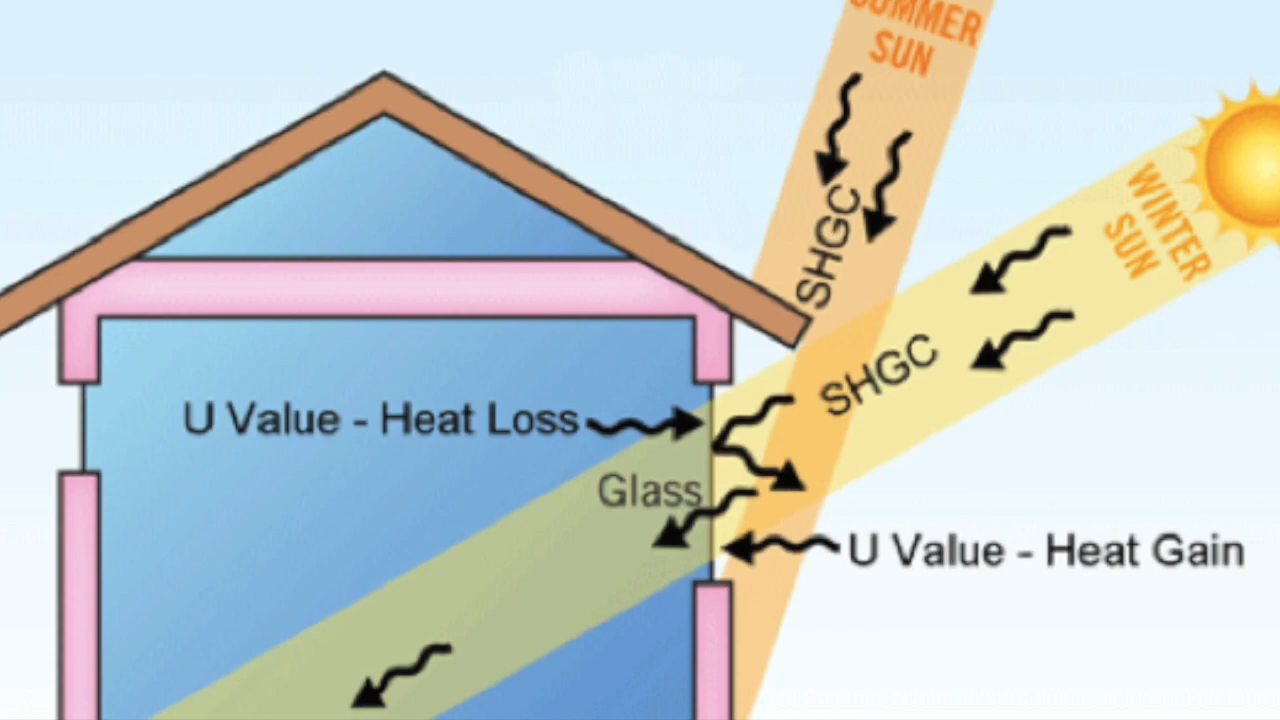 SUMMER
SUN
WINTER
SUN
SHGC
SHGC
U Value - Heat Loss
Glass
U Value - Heat Gain